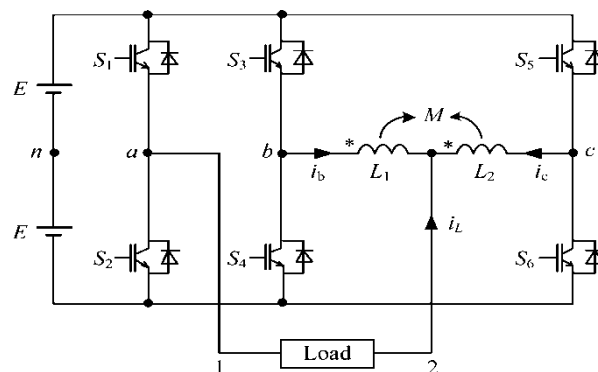 S1 S3 S5
E
M
n a b * * c
ib L1 L2 ic
E
iL
S2 S4 S6
Load
1 2